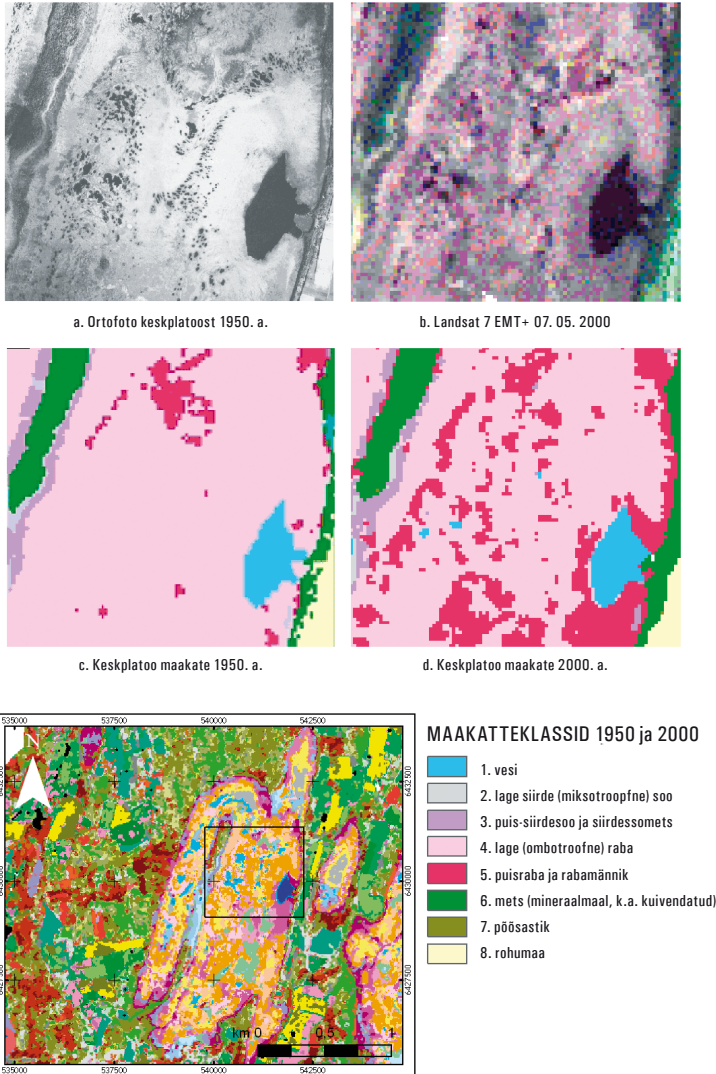 a. Ortofoto keskplatoost 1950. a.
b. Landsat 7 EMT+ 07. 05. 2000
c. Keskplatoo maakate 1950. a.
d. Keskplatoo maakate 2000. a.
535000 537500 540000 542500
N
6432500
6432500
6430000
6430000
6427500
6427500
km 0 0,5 1
535000 537500 540000 542500
MAAKATTEKLASSID 1950 ja 2000
1. vesi
2. lage siirde (miksotroopfne) soo
3. puis-siirdesoo ja siirdessomets
4. lage (ombotroofne) raba
5. puisraba ja rabamännik
6. mets (mineraalmaal, k.a. kuivendatud)
7. põõsastik
8. rohumaa